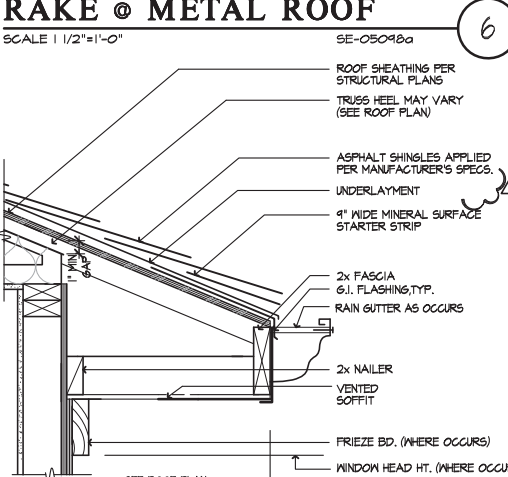 RAKE @ METAL ROOF
6
SCALE 1 1/2"=1'-0"
SE-05098a
ROOF SHEATHING PER
STRUCTURAL PLANS
TRUSS HEEL MAY VARY
(SEE ROOF PLAN)
ASPHALT SHINGLES APPLIED
PER MANUFACTURER'S SPECS.
UNDERLAYMENT
9" WIDE MINERAL SURFACE
STARTER STRIP
1" MIN
GAP
2x FASCIA
G.I. FLASHING,TYP.
RAIN GUTTER AS OCCURS
2x NAILER
VENTED
SOFFIT
FRIEZE BD. (WHERE OCCURS)
WINDOW HEAD HT. (WHERE OCCU